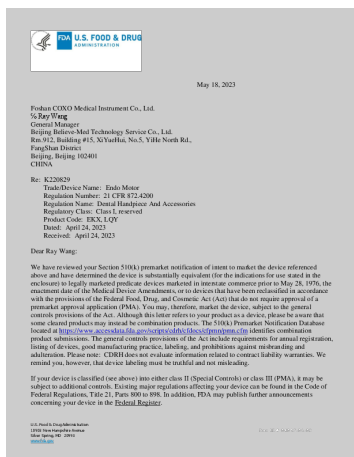 FDA U.S. FOOD & DRUG
ADMINISTRATION
May 18, 2023
Foshan COXO Medical Instrument Co., Ltd.
℅ Ray Wang
General Manager
Beijing Believe-Med Technology Service Co., Ltd.
Rm.912, Building #15, XiYueHui, No.5, YiHe North Rd.,
FangShan District
Beijing, Beijing 102401
CHINA
Re: K220829
Trade/Device Name: Endo Motor
Regulation Number: 21 CFR 872.4200
Regulation Name: Dental Handpiece And Accessories
Regulatory Class: Class I, reserved
Product Code: EKX, LQY
Dated: April 24, 2023
Received: April 24, 2023
Dear Ray Wang:
We have reviewed your Section 510(k) premarket notification of intent to market the device referenced
above and have determined the device is substantially equivalent (for the indications for use stated in the
enclosure) to legally marketed predicate devices marketed in interstate commerce prior to May 28, 1976, the
enactment date of the Medical Device Amendments, or to devices that have been reclassified in accordance
with the provisions of the Federal Food, Drug, and Cosmetic Act (Act) that do not require approval of a
premarket approval application (PMA). You may, therefore, market the device, subject to the general
controls provisions of the Act. Although this letter refers to your product as a device, please be aware that
some cleared products may instead be combination products. The 510(k) Premarket Notification Database
located at https://www.accessdata.fda.gov/scripts/cdrh/cfdocs/cfpmn/pmn.cfm identifies combination
product submissions. The general controls provisions of the Act include requirements for annual registration,
listing of devices, good manufacturing practice, labeling, and prohibitions against misbranding and
adulteration. Please note: CDRH does not evaluate information related to contract liability warranties. We
remind you, however, that device labeling must be truthful and not misleading.
If your device is classified (see above) into either class II (Special Controls) or class III (PMA), it may be
subject to additional controls. Existing major regulations affecting your device can be found in the Code of
Federal Regulations, Title 21, Parts 800 to 898. In addition, FDA may publish further announcements
concerning your device in the Federal Register.
U.S. Food & Drug Administration
10903 New Hampshire Avenue
Silver Spring, MD 20993
www.fda.gov